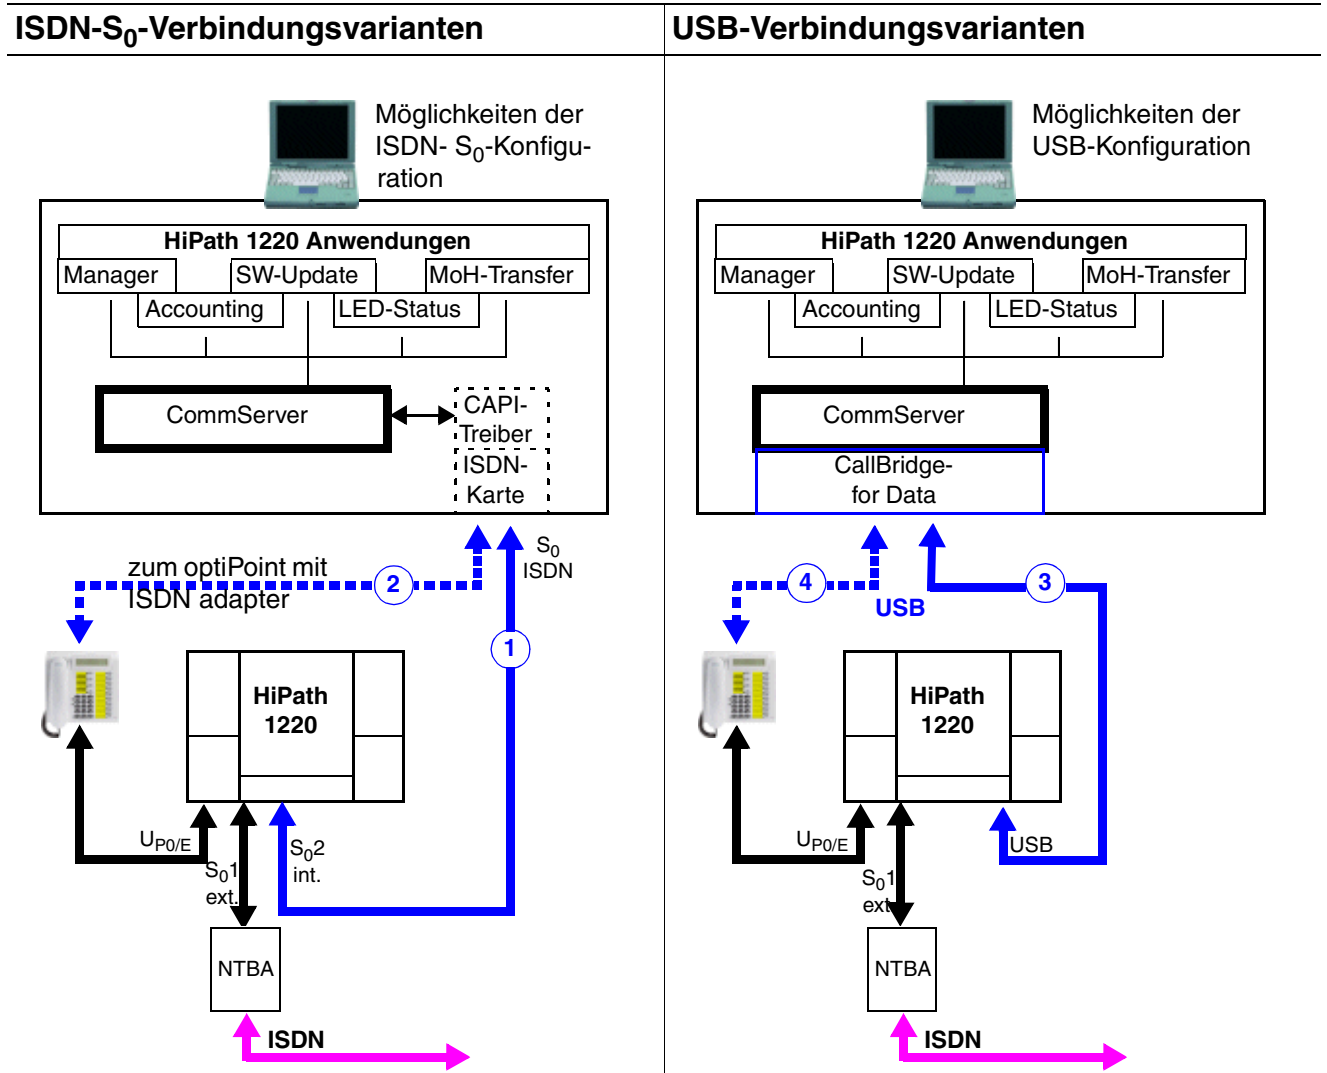 ISDN-S0-Verbindungsvarianten
Möglichkeiten der
ISDN- S0-Konfigu-
ration
HiPath 1220 Anwendungen
Manager
SW-Update
MoH-Transfer
Accounting
LED-Status
CommServer
CAPI-
Treiber
ISDN-
Karte
S0
ISDN
zum optiPoint mit
2
ISDN adapter
1
HiPath
1220
UP0/E
S01
ext.
S02
int.
NTBA
ISDN
USB-Verbindungsvarianten
Möglichkeiten der
USB-Konfiguration
HiPath 1220 Anwendungen
Manager
SW-Update
MoH-Transfer
Accounting
LED-Status
CommServer
CallBridge-
for Data
4
3
USB
HiPath
1220
UP0/E
USB
S01
ext
NTBA
ISDN